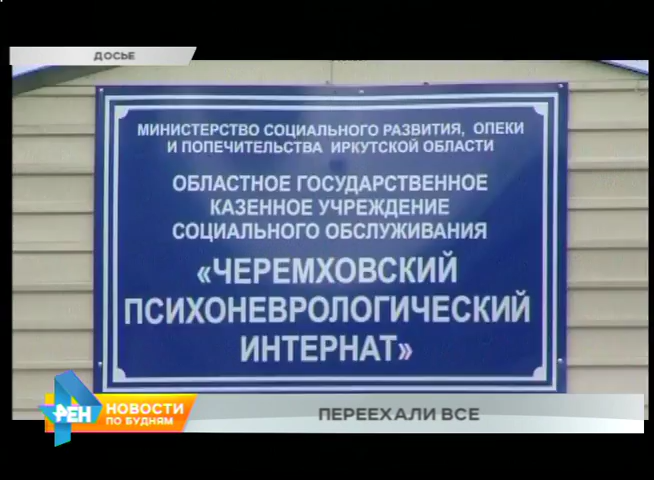 ДОСЬЕ
МИНИСТЕРСТВО СОЦИАЛЬНОГО РАЗВИТИЯ, ОПЕКИ
И ПОПЕЧИТЕЛЬСТВА ИРКУТСКОЙ ОБЛАСТИ
ОБЛАСТНОЕ ГОСУДАРСТВЕННОЕ
КАЗЕННОЕ УЧРЕЖДЕНИЕ
СОЦИАЛЬНОГО ОБСЛУЖИВАНИЯ
«ЧЕРЕМХОВСКИЙ
ПСИХОНЕВРОЛОГИЧЕСКИЙ
ИНТЕРНАТ»
РЕН
НОВОСТИ
ПО БУДНЯМ
ПЕРЕЕХАЛИ ВСЕ